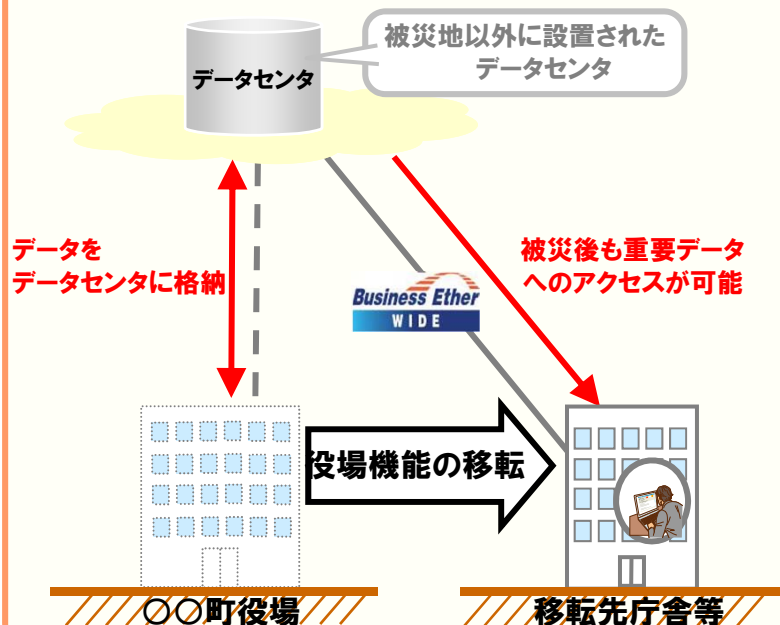 被災地以外に設置された
データセンタ
データセンタ
データを
データセンタに格納
被災後も重要データ
へのアクセスが可能
Business Ether
WIDE
役場機能の移転
〇〇町役場
移転先庁舎等